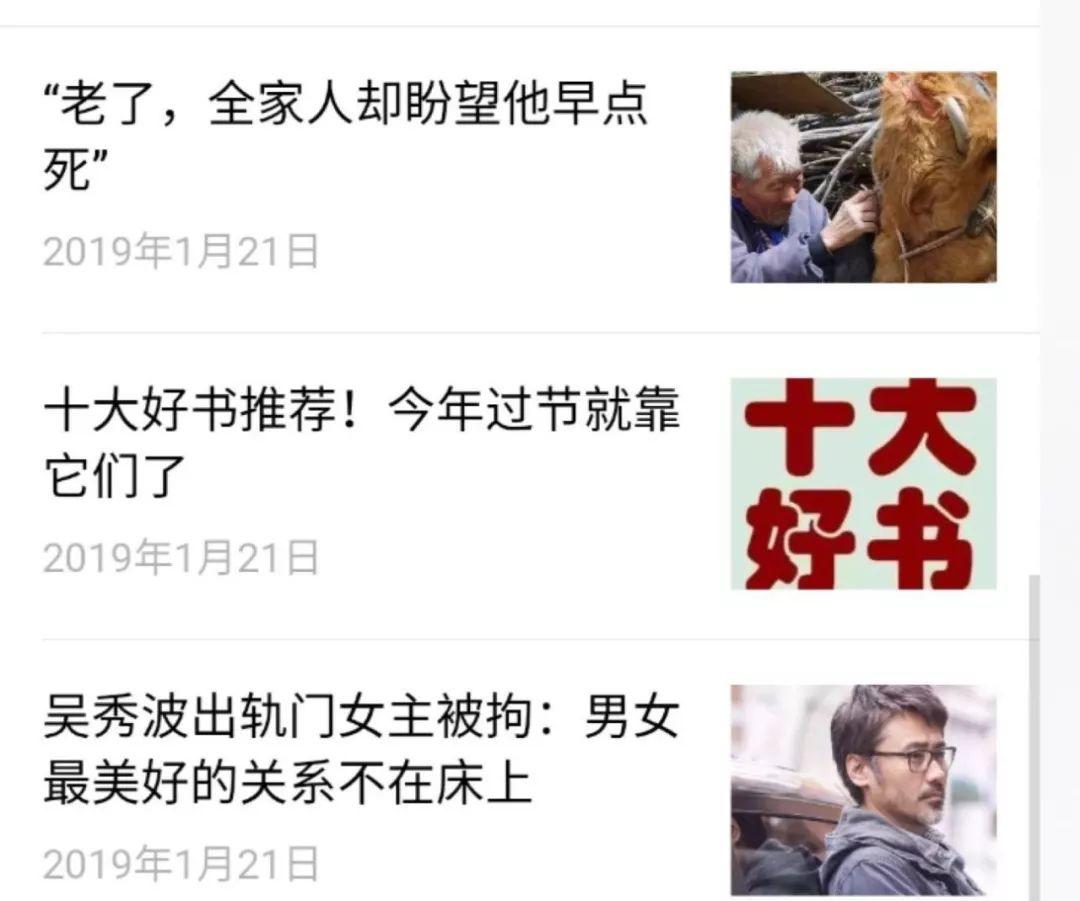 “老了，全家人却盼望他早点
死”
2019年1月21日
十大好书推荐！今年过节就靠
它们了
2019年1月21日
十大
好书
吴秀波出轨门女主被拘：男女
最美好的关系不在床上
2019年1月21日